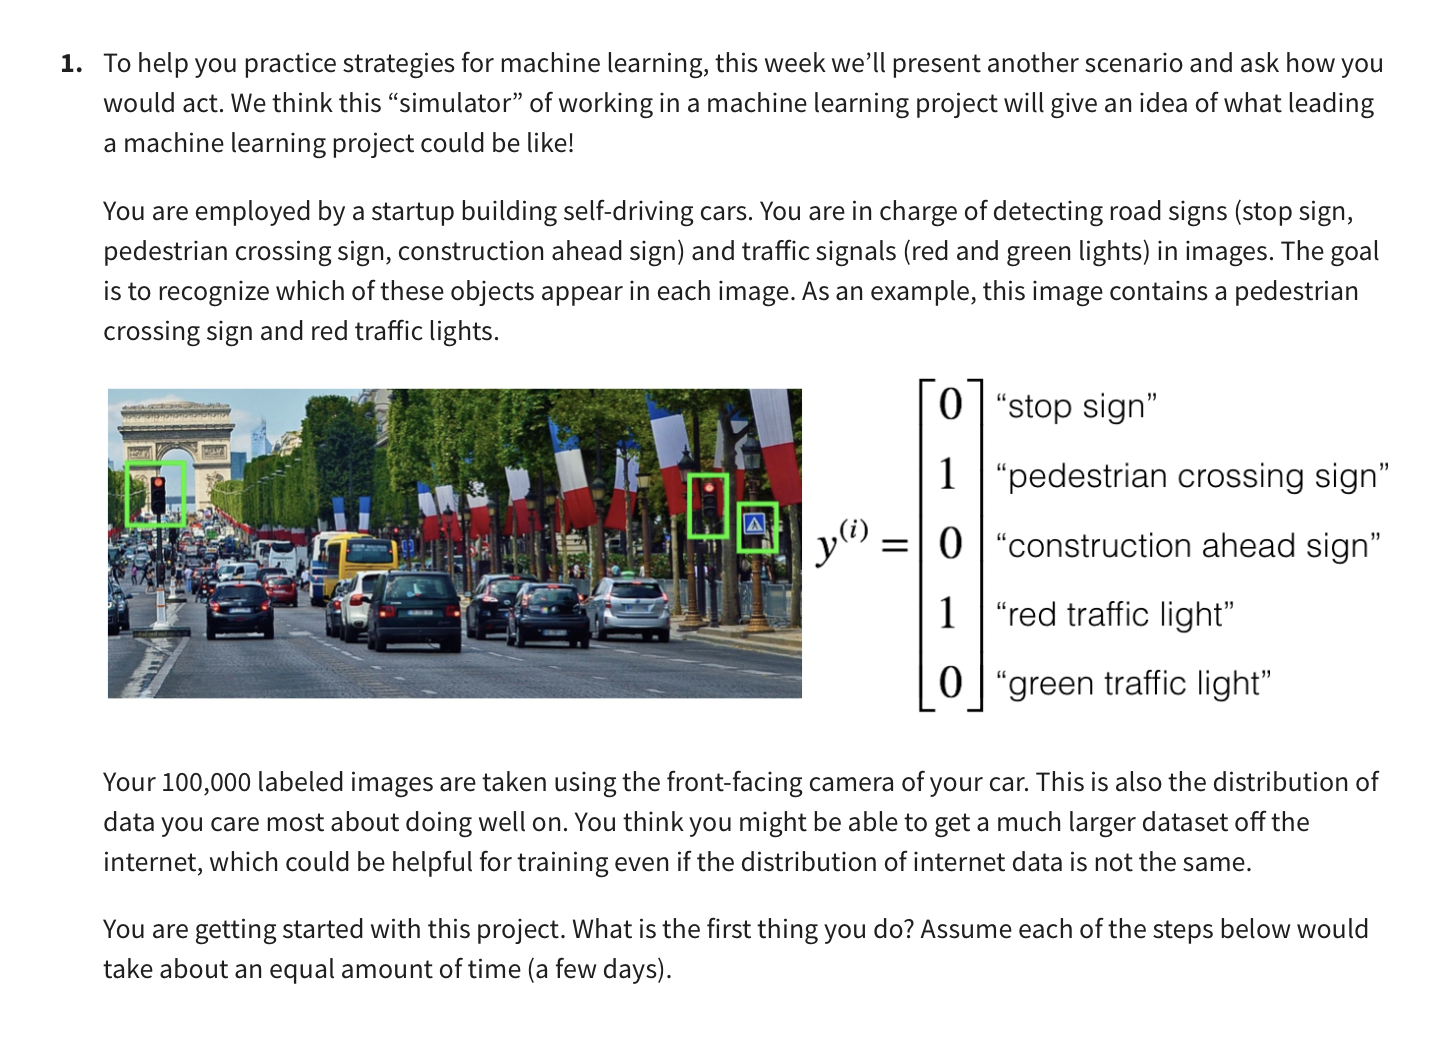 1. To help you practice strategies for machine learning, this week we’ll present another scenario and ask how you
would act. We think this “simulator” of working in a machine learning project will give an idea of what leading
a machine learning project could be like!
You are employed by a startup building self-driving cars. You are in charge of detecting road signs (stop sign,
pedestrian crossing sign, construction ahead sign) and traffic signals (red and green lights) in images. The goal
is to recognize which of these objects appear in each image. As an example, this image contains a pedestrian
crossing sign and red traffic lights.
y⁽ⁱ⁾ =
0 “stop sign”
1 “pedestrian crossing sign”
0 “construction ahead sign”
1 “red traffic light”
0 “green traffic light”
Your 100,000 labeled images are taken using the front-facing camera of your car. This is also the distribution of
data you care most about doing well on. You think you might be able to get a much larger dataset off the
internet, which could be helpful for training even if the distribution of internet data is not the same.
You are getting started with this project. What is the first thing you do? Assume each of the steps below would
take about an equal amount of time (a few days).